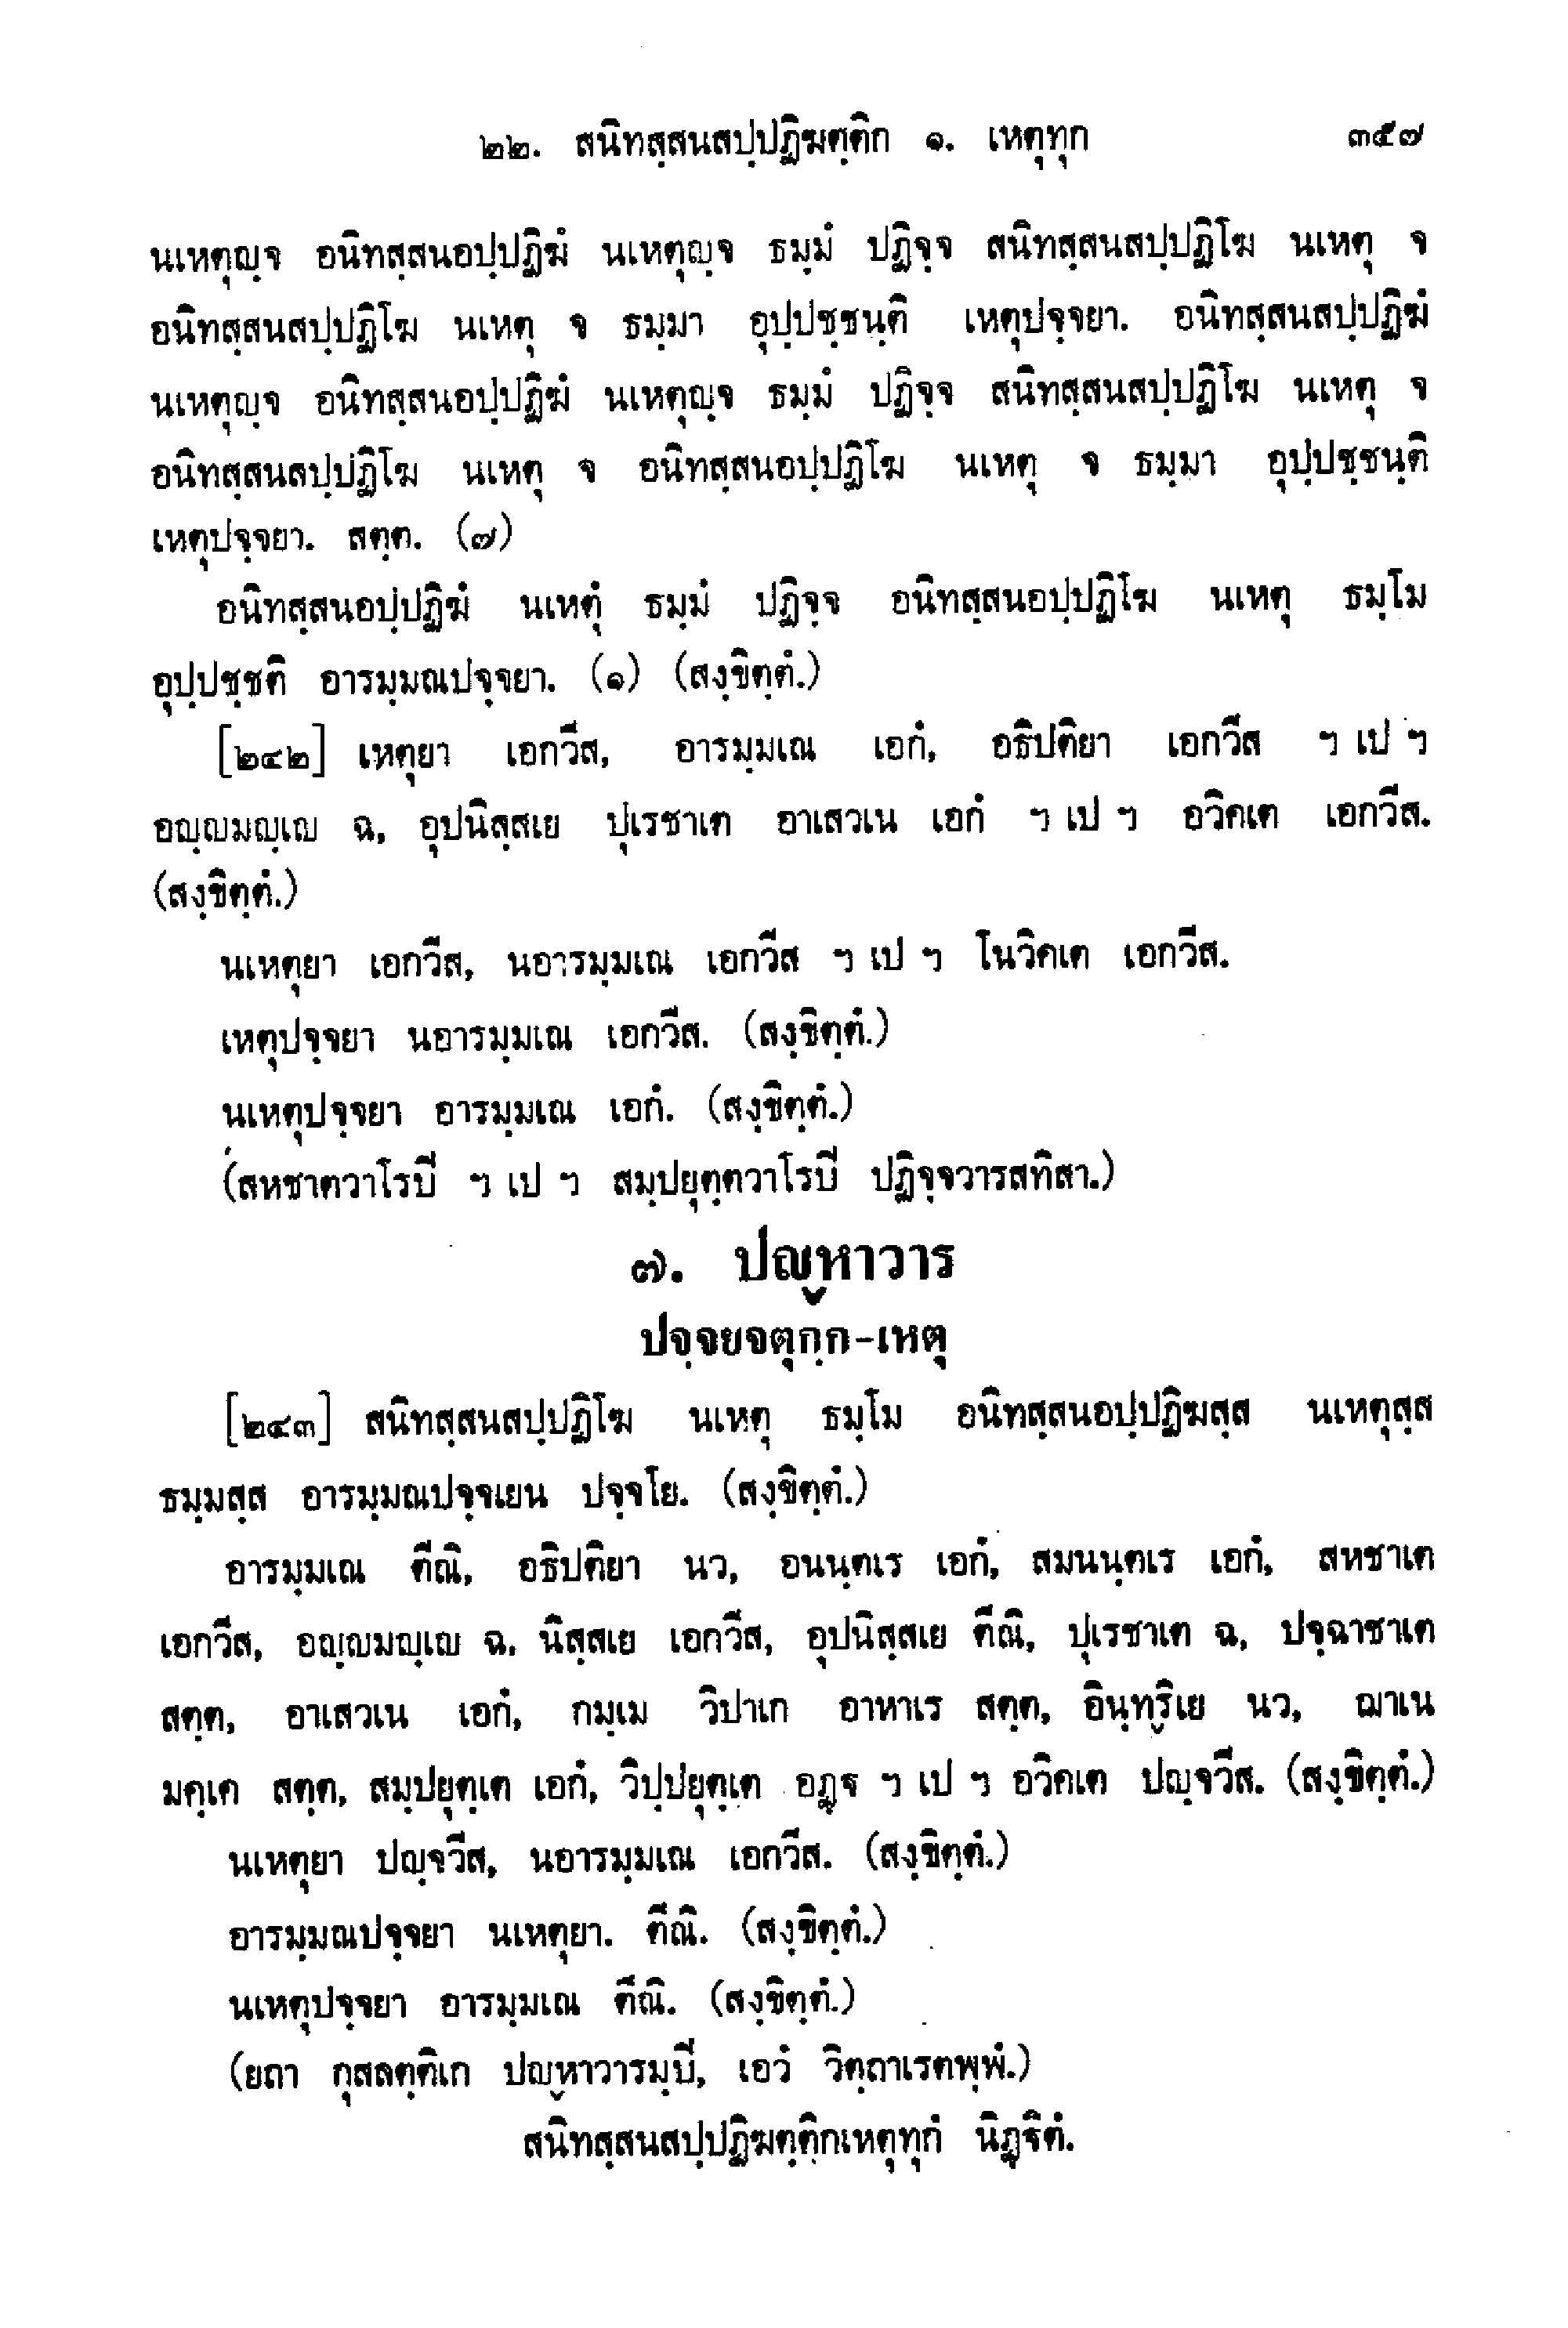 ๒๒. สนิทสฺสนสปฺปฏิฆตฺติก ๑. เหตุทุก ๓๕๗
นเหตุญฺจ อนิทสฺสนอปฺปฏิฆํ นเหตุญฺจ ธมฺมํ ปฏิจฺจ สนิทสฺสนสปฺปฏิโฆ นเหตุ จ
อนิทสฺสนสปฺปฏิโฆ นเหตุ จ ธมฺมา อุปฺปชฺชนฺติ เหตุปจฺจยา. อนิทสฺสนสปฺปฏิฆํ
นเหตุญฺจ อนิทสฺสนอปฺปฏิฆํ นเหตุญฺจ ธมฺมํ ปฏิจฺจ สนิทสฺสนสปฺปฏิโฆ นเหตุ จ
อนิทสฺสนสปฺปฏิโฆ นเหตุ จ อนิทสฺสนอปฺปฏิโฆ นเหตุ จ ธมฺมา อุปฺปชฺชนฺติ
เหตุปจฺจยา. สตฺต. (๗)
อนิทสฺสนอปฺปฏิฆํ นเหตุํ ธมฺมํ ปฏิจฺจ อนิทสฺสนอปฺปฏิโฆ นเหตุ ธมฺโม
อุปฺปชฺชติ อารมฺมณปจฺจยา. (๑) (สงฺขิตฺตํ.)
[๒๔๒] เหตุยา เอกวีส, อารมฺมเณ เอกํ, อธิปติยา เอกวีส ฯ เป ฯ
อญฺญมญฺเญ ฉ, อุปนิสฺสเย ปุเรชาเต อาเสวเน เอกํ ฯ เป ฯ อวิคเต เอกวีส.
(สงฺขิตฺตํ.)
นเหตุยา เอกวีส, นอารมฺมเณ เอกวีส ฯ เป ฯ โนวิคเต เอกวีส.
เหตุปจฺจยา นอารมฺมเณ เอกวีส. (สงฺขิตฺตํ.)
นเหตุปจฺจยา อารมฺมเณ เอกํ. (สงฺขิตฺตํ.)
(สหชาตวาโรปี ฯ เป ฯ สมฺปยุตฺตวาโรปี ปฏิจฺจวารสทิสา.)
๗. ปญฺหาวาร
ปจฺจยจตุกฺก-เหตุ
[๒๔๓] สนิทสฺสนสปฺปฏิโฆ นเหตุ ธมฺโม อนิทสฺสนอปฺปฏิฆสฺส นเหตุสฺส
ธมฺมสฺส อารมฺมณปจฺจเยน ปจฺจโย. (สงฺขิตฺตํ.)
อารมฺมเณ ตีณิ, อธิปติยา นว, อนนฺตเร เอกํ, สมนนฺตเร เอกํ, สหชาเต
เอกวีส, อญฺญมญฺเญ ฉ. นิสฺสเย เอกวีส, อุปนิสฺสเย ตีณิ, ปุเรชาเต ฉ, ปจฺฉาชาเต
สตฺต, อาเสวเน เอกํ, กมฺเม วิปาเก อาหาเร สตฺต, อินฺทฺริเย นว, ฌาเน
มคฺเค สตฺต, สมฺปยุตฺเต เอกํ, วิปฺปยุตฺเต อฏฺฐ ฯ เป ฯ อวิคเต ปญฺจวีส. (สงฺขิตฺตํ.)
นเหตุยา ปญฺจวีส, นอารมฺมเณ เอกวีส. (สงฺขิตฺตํ.)
อารมฺมณปจฺจยา นเหตุยา. ตีณิ. (สงฺขิตฺตํ.)
นเหตุปจฺจยา อารมฺมเณ ตีณิ. (สงฺขิตฺตํ.)
(ยถา กุสลตฺติเก ปญฺหาวารมฺปี, เอวํ วิตฺถาเรตพฺพํ.)
สนิทสฺสนสปฺปฏิฆตฺติกเหตุทุกํ นิฏฺฐิตํ.